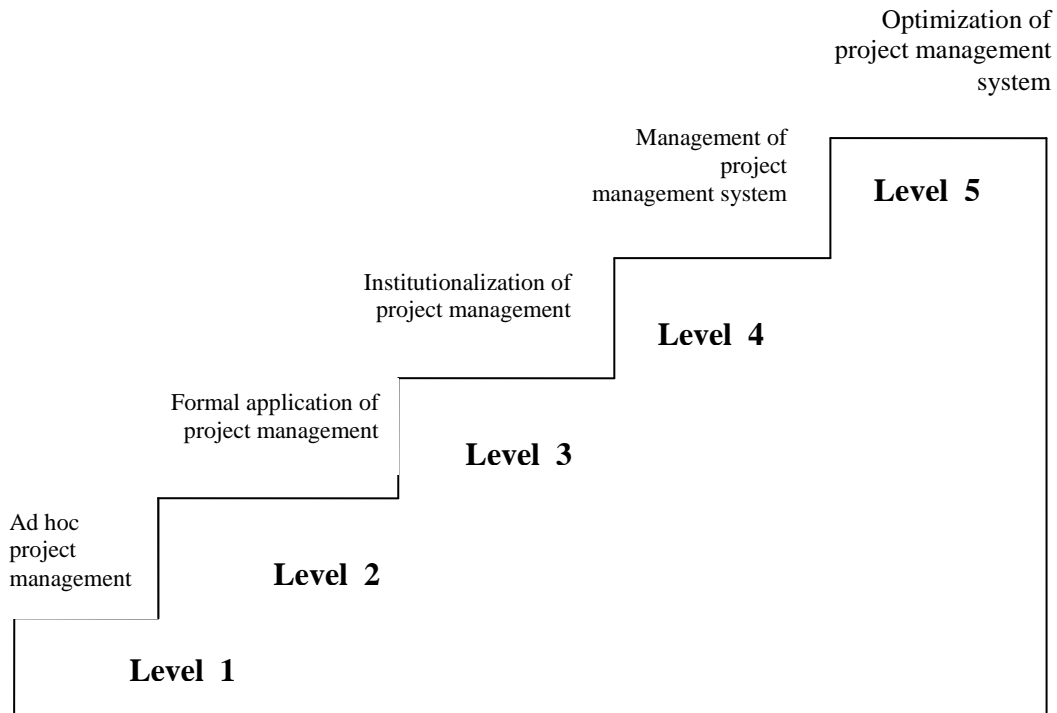 Optimization of
project management
system
Management of
project
management system
Level 5
Institutionalization of
project management
Level 4
Formal application of
project management
Level 3
Ad hoc
project
management
Level 2
Level 1